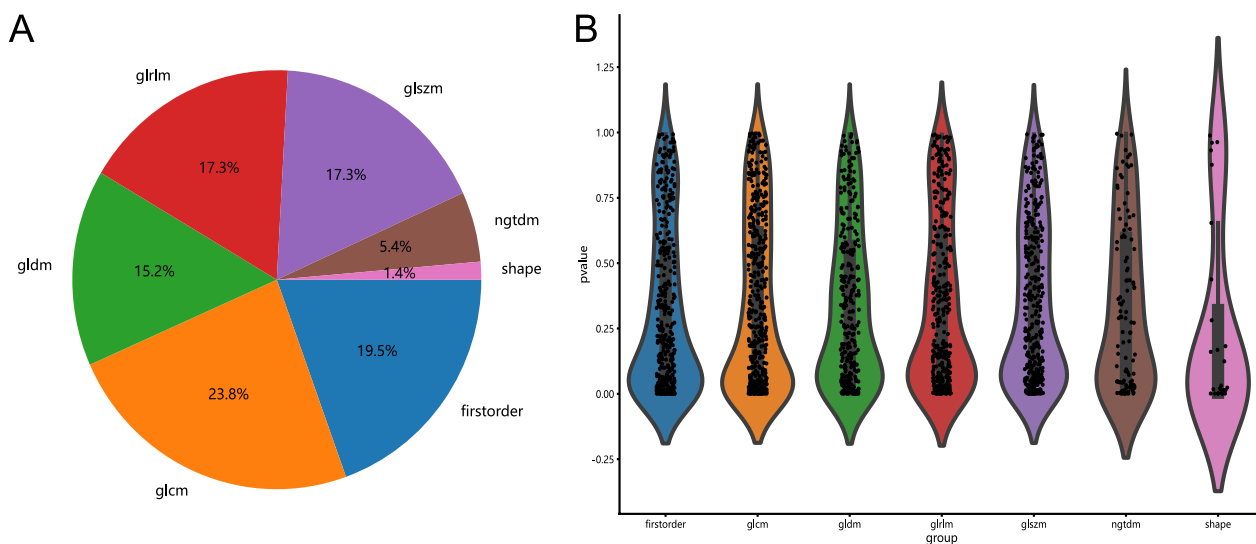 A
glrlm
glszm
17.3%
17.3%
ngtdm
5.4%
gldm
15.2%
1.4%
shape
19.5%
23.8%
firstorder
glcm
B
pvalue
1.25
1.00
0.75
0.50
0.25
0.00
-0.25
firstorder glcm gldm glrlm glszm ngtdm shape
group